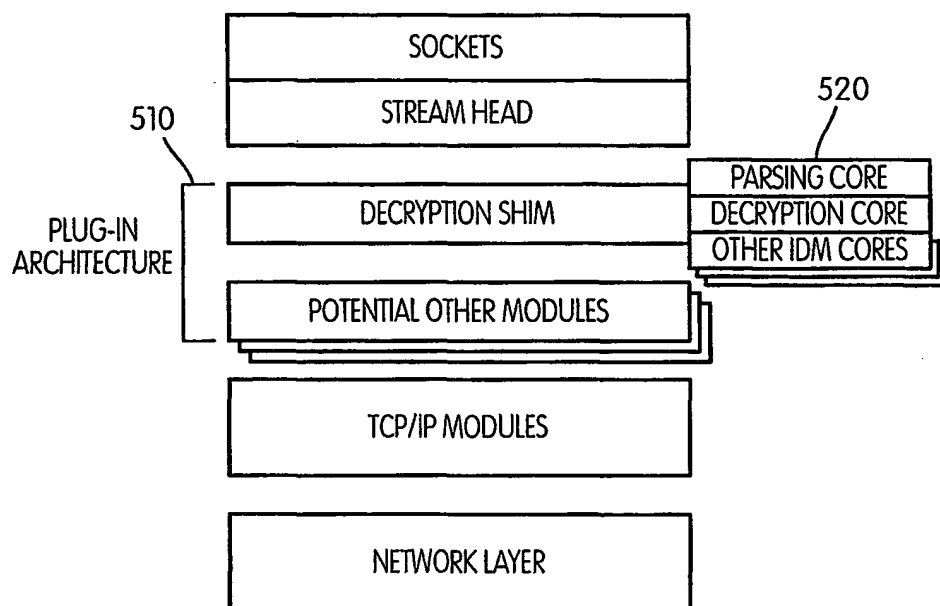 SOCKETS
STREAM HEAD
510
520
PLUG-IN
ARCHITECTURE
DECRYPTION SHIM
PARSING CORE
DECRYPTION CORE
OTHER IDM CORES
POTENTIAL OTHER MODULES
TCP/IP MODULES
NETWORK LAYER